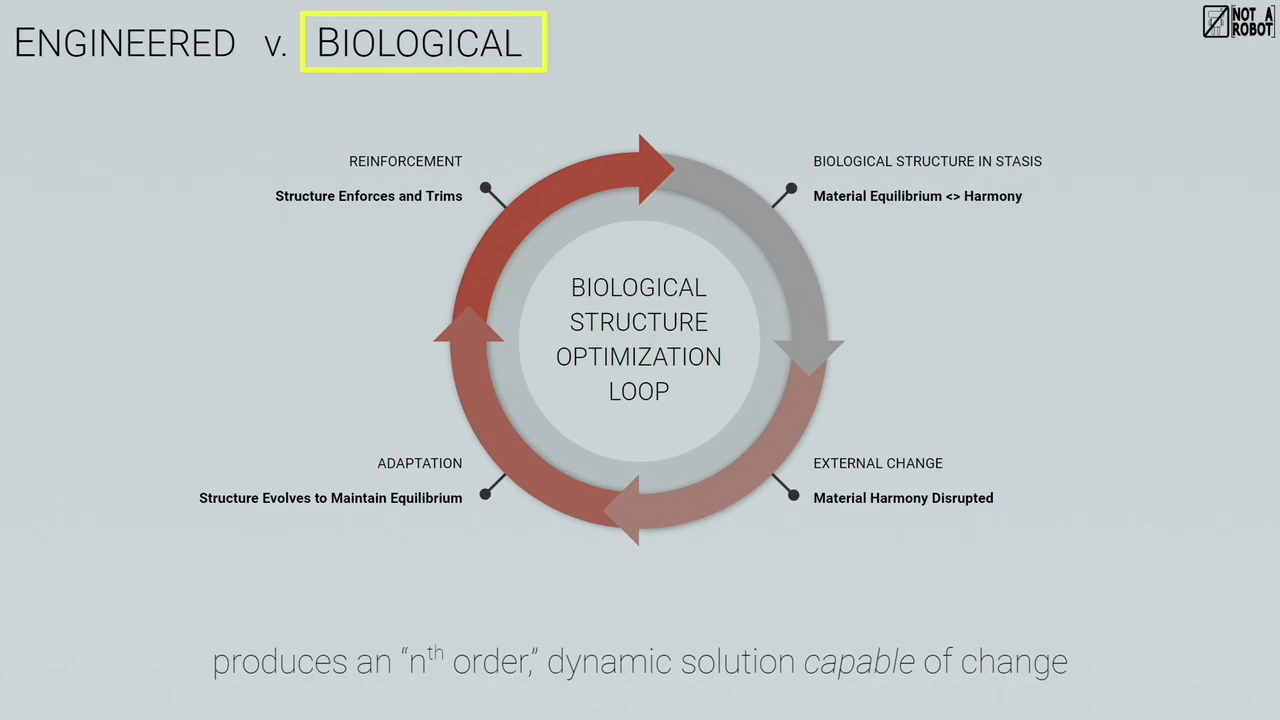 ENGINEERED v. BIOLOGICAL
NOT A
ROBOT
REINFORCEMENT
Structure Enforces and Trims
BIOLOGICAL STRUCTURE IN STASIS
Material Equilibrium <> Harmony
BIOLOGICAL
STRUCTURE
OPTIMIZATION
LOOP
ADAPTATION
Structure Evolves to Maintain Equilibrium
EXTERNAL CHANGE
Material Harmony Disrupted
produces an “nth order,” dynamic solution capable of change